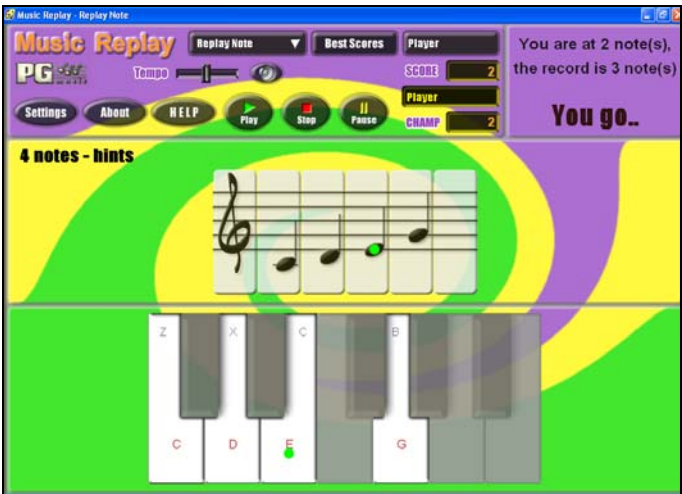 Music Replay - Replay Note
Music Replay
Replay Note
Best Scores
Player
You are at 2 note(s),
the record is 3 note(s)
You go..
PG music
Tempo
SCORE 2
Player
CHAMP 2
Settings
About
HELP
Play
Stop
Pause
4 notes - hints
Z X C B
C D E G